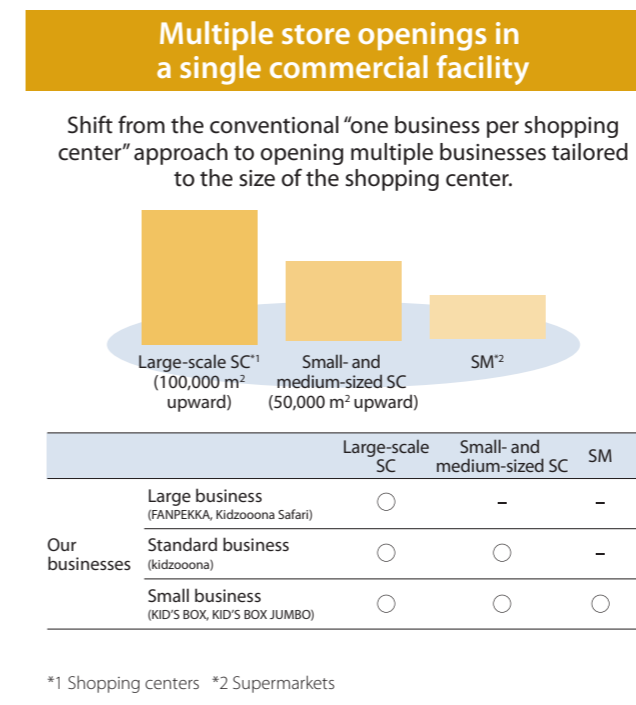 Multiple store openings in
a single commercial facility
Shift from the conventional “one business per shopping
center” approach to opening multiple businesses tailored
to the size of the shopping center.
Large-scale SC*1
(100,000 m2
upward)
Small- and
medium-sized SC
(50,000 m2 upward)
SM*2
Large-scale
SC
Small- and
medium-sized SC
SM
Our
businesses
Large business
(FANPEKKA, Kidzooona Safari)
○ – –
Standard business
(kidzooona)
○ ○ –
Small business
(KID’S BOX, KID’S BOX JUMBO)
○ ○ ○
*1 Shopping centers *2 Supermarkets